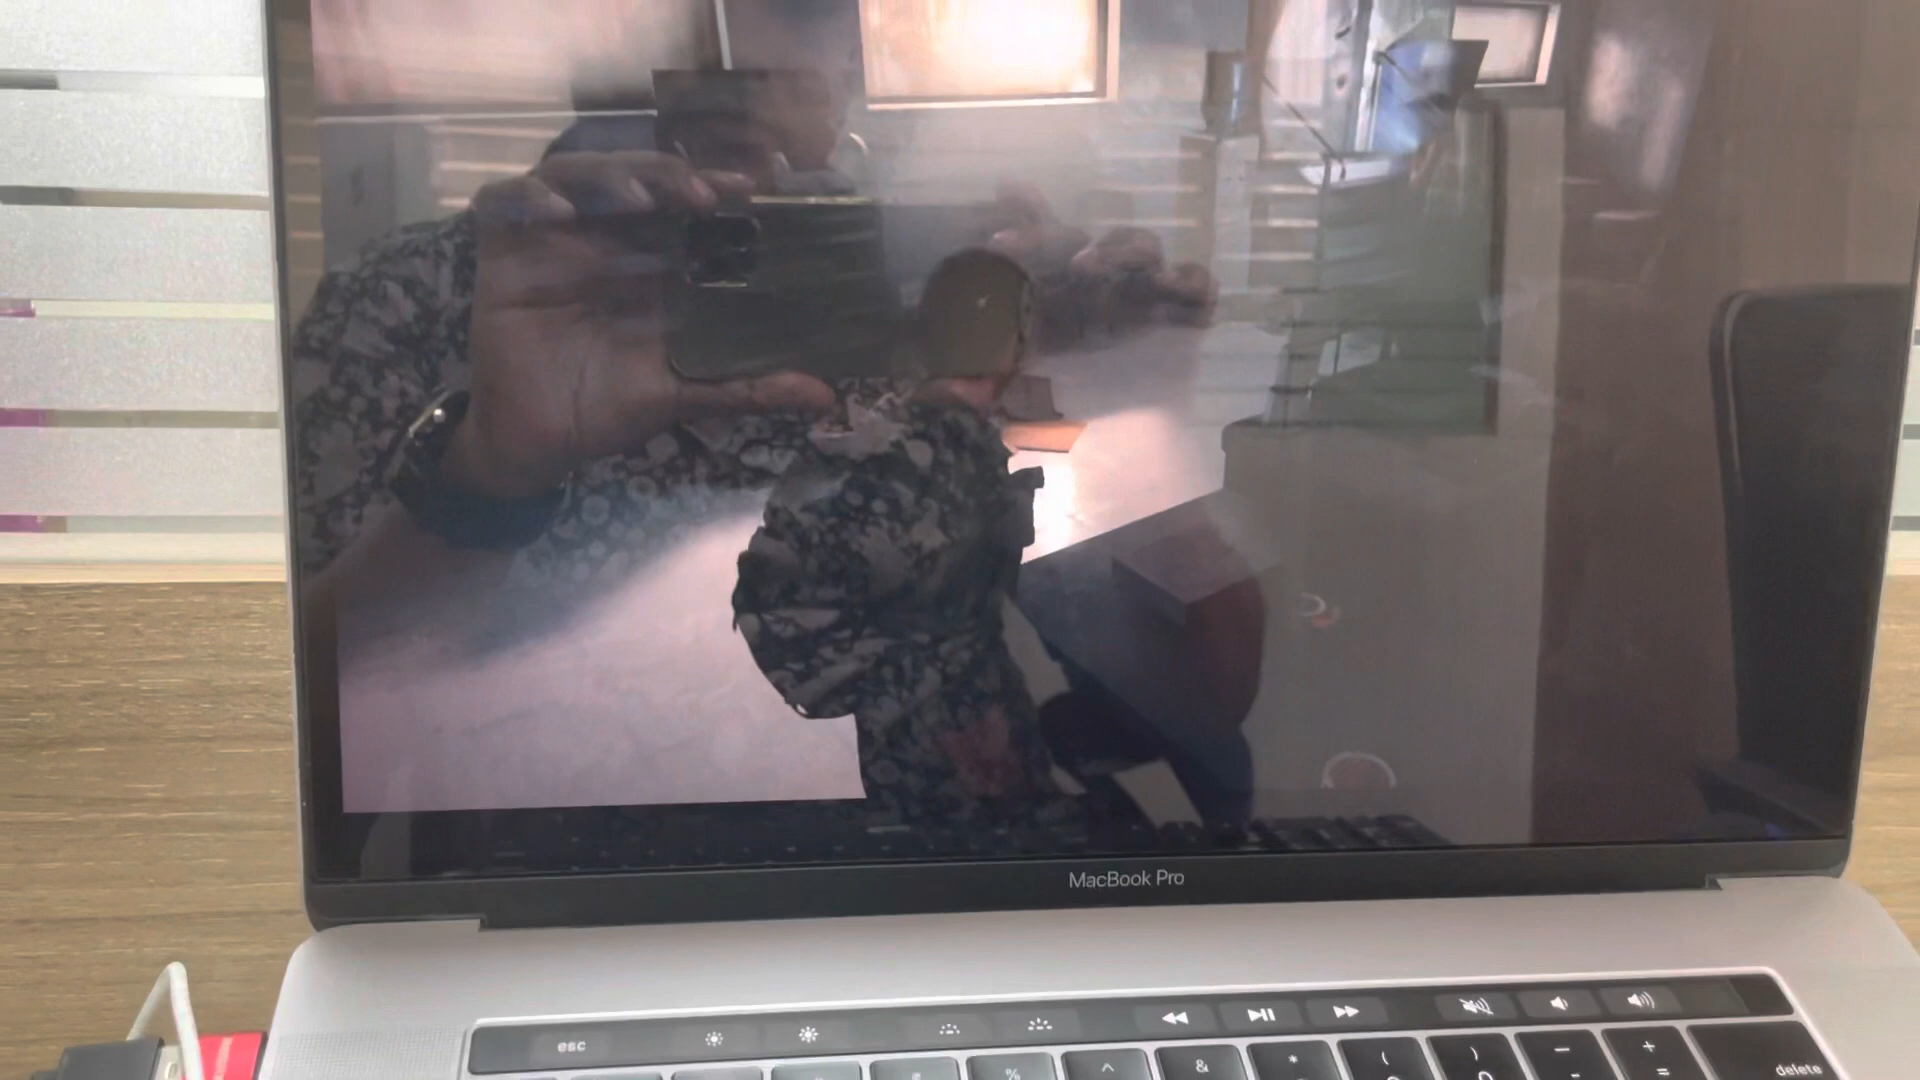 MacBook Pro
esc
% ^ & * ( ) - + =
delete